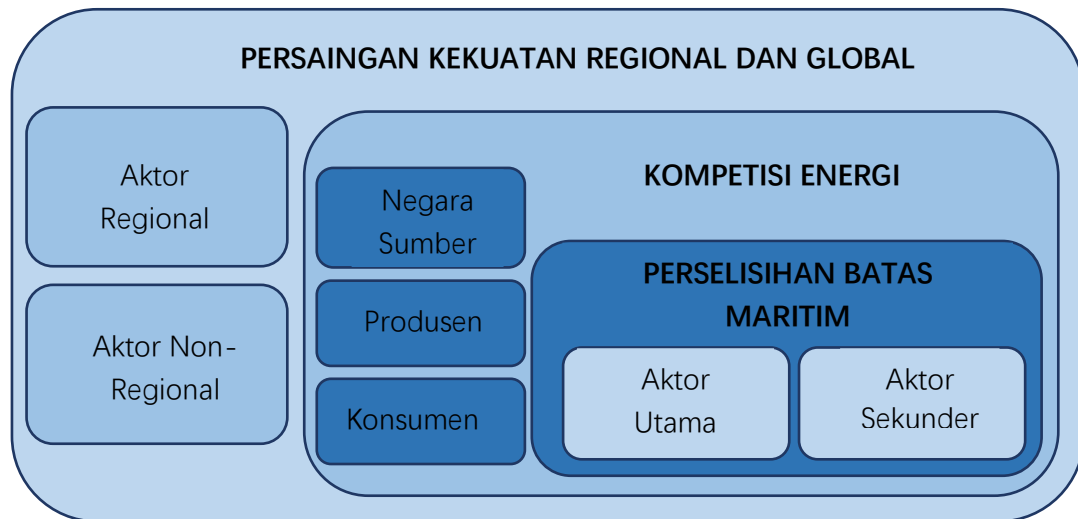 PERSAINGAN KEKUATAN REGIONAL DAN GLOBAL
Aktor
Regional
Aktor Non-
Regional
KOMPETISI ENERGI
Negara
Sumber
Produsen
Konsumen
PERSELISIHAN BATAS
MARITIM
Aktor
Utama
Aktor
Sekunder